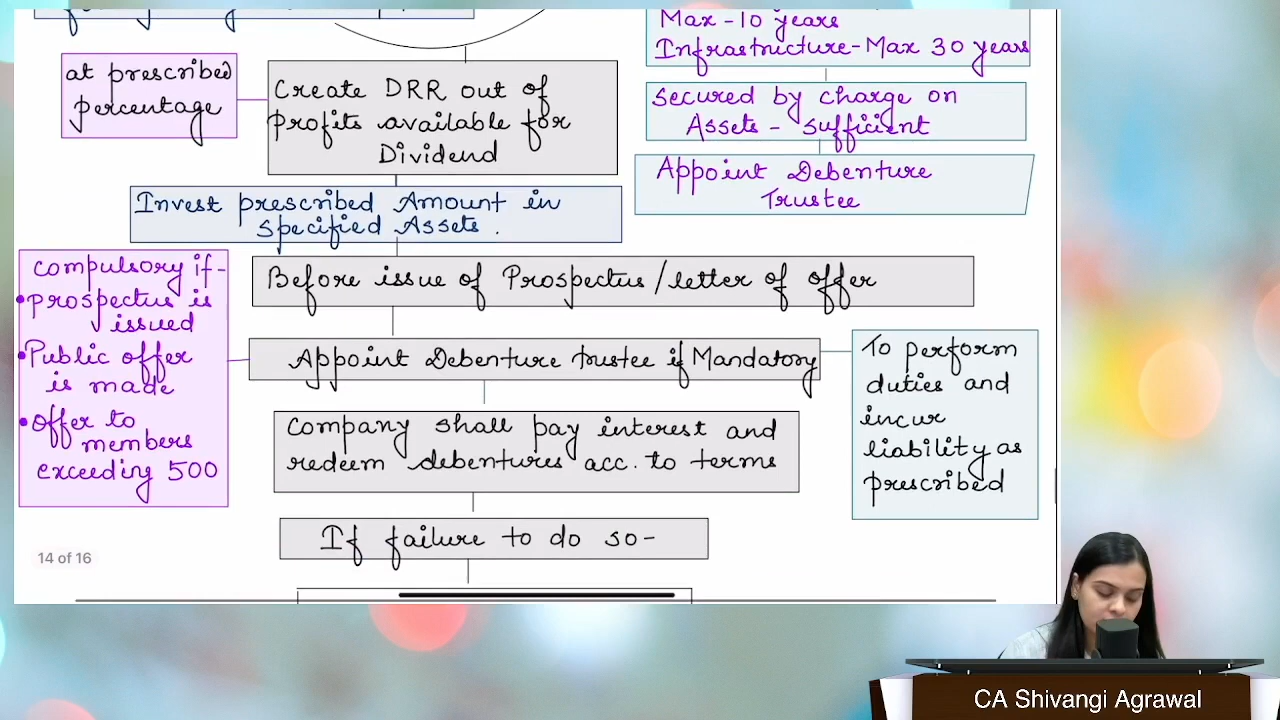 Max - 10 years
Infrastructure - Max 30 years
at prescribed
percentage
Create DRR out of
profits available for
Dividend
secured by charge on
Assets - sufficient
Appoint Debenture
Trustee
Invest prescribed Amount in
specified Assets.
compulsory if -
• prospectus is
issued
• Public offer
is made
• Offer to
members
exceeding 500
Before issue of Prospectus/letter of offer
Appoint Debenture trustee if Mandatory
To perform
duties and
incur
liability as
prescribed
company shall pay interest and
redeem debentures acc. to terms
If failure to do so -
14 of 16
CA Shivangi Agrawal